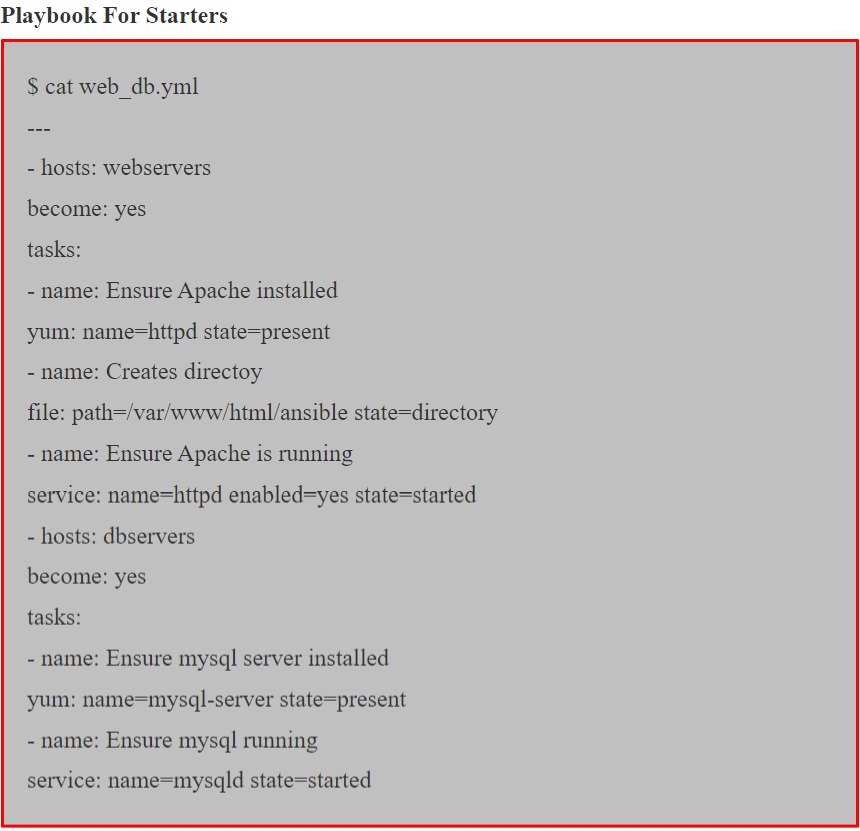 Playbook For Starters
$ cat web_db.yml
---
- hosts: webservers
become: yes
tasks:
- name: Ensure Apache installed
yum: name=httpd state=present
- name: Creates directoy
file: path=/var/www/html/ansible state=directory
- name: Ensure Apache is running
service: name=httpd enabled=yes state=started
- hosts: dbservers
become: yes
tasks:
- name: Ensure mysql server installed
yum: name=mysql-server state=present
- name: Ensure mysql running
service: name=mysqld state=started